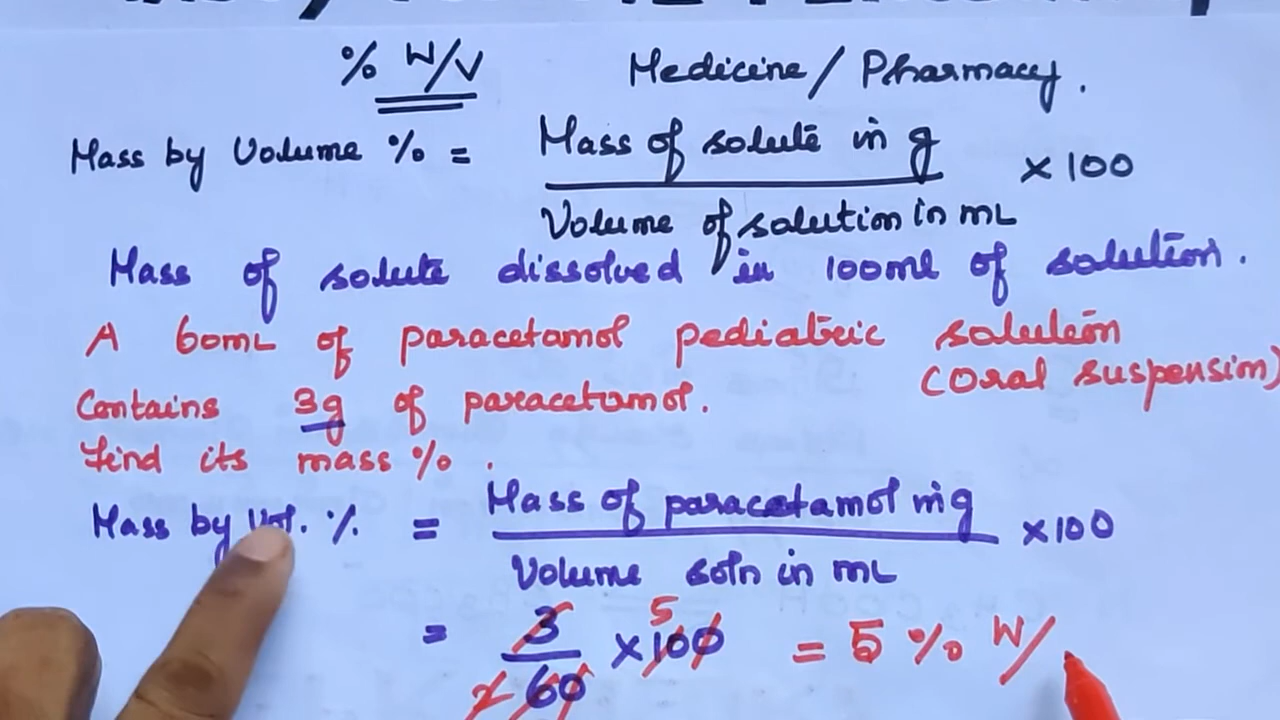 % W/V Medicine / Pharmacy.
Mass by Volume % = Mass of solute in g / Volume of solution in mL × 100
Mass of solute dissolved in 100ml of solution.
A 60mL of paracetamol pediatric solution
(oral suspension)
Contains 3g of paracetamol.
Find its mass % .
Mass by Vol. % = Mass of paracetamol in g / Volume soln in mL × 100
= 3/60 × 100 5 = 5 % W/